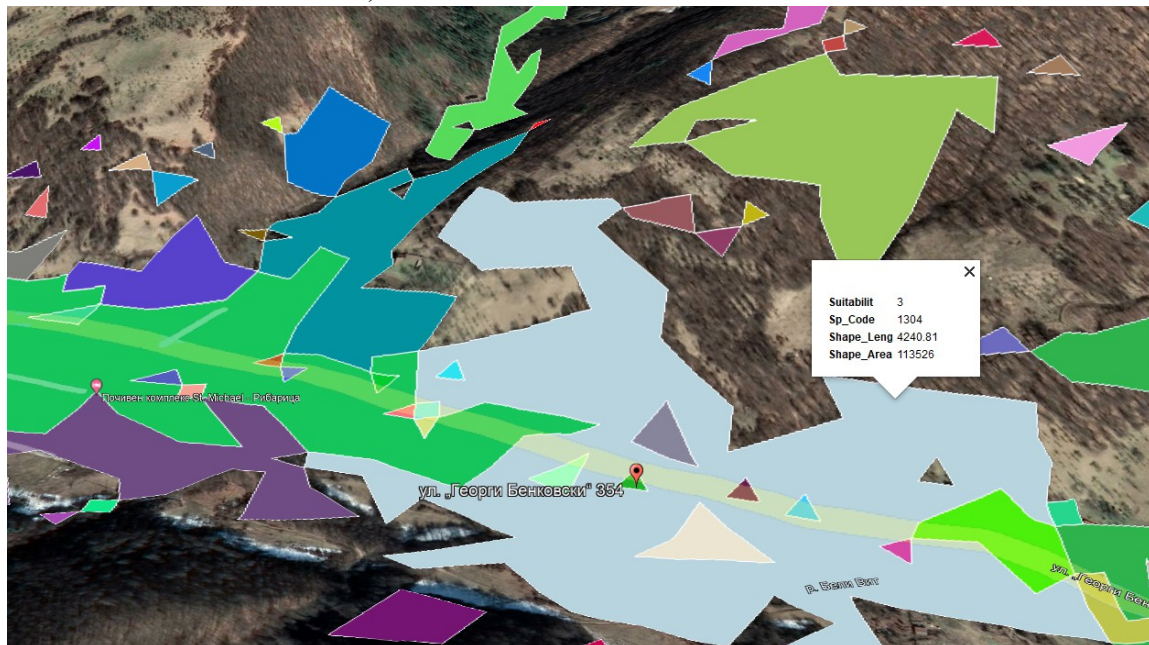 ×
Suitabilit 3
Sp_Code 1304
Shape_Leng 4240.81
Shape_Area 113526
Почивен комплекс St. Michael - Рибарица
ул. „Георги Бенковски“ 354
р. Бели Вит
ул. „Георги Бен